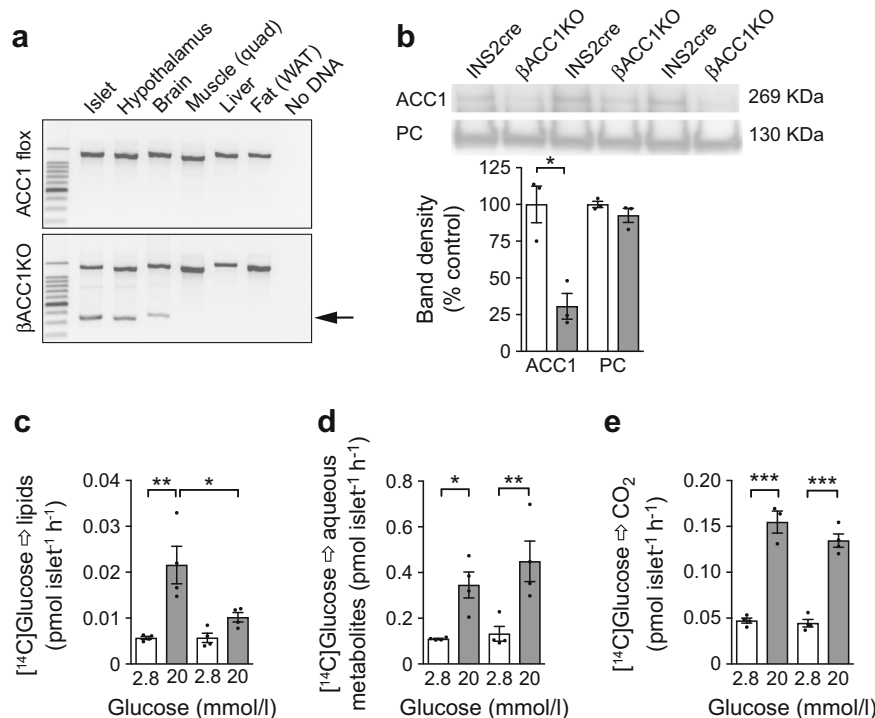 a
Islet
Hypothalamus
Brain
Muscle (quad)
Liver
Fat (WAT)
No DNA
ACC1 flox
βACC1KO
b
INS2cre
βACC1KO
INS2cre
βACC1KO
INS2cre
βACC1KO
ACC1
269 KDa
PC
130 KDa
Band density
(% control)
125
100
75
50
25
0
*
ACC1 PC
c
[¹⁴C]Glucose ⇨ lipids
(pmol islet⁻¹ h⁻¹)
0.04
0.03
0.02
0.01
0
** *
2.8 20 2.8 20
Glucose (mmol/l)
d
[¹⁴C]Glucose ⇨ aqueous
metabolites (pmol islet⁻¹ h⁻¹)
0.8
0.6
0.4
0.2
0
* **
2.8 20 2.8 20
Glucose (mmol/l)
e
[¹⁴C]Glucose ⇨ CO₂
(pmol islet⁻¹ h⁻¹)
0.20
0.15
0.10
0.05
0
*** ***
2.8 20 2.8 20
Glucose (mmol/l)